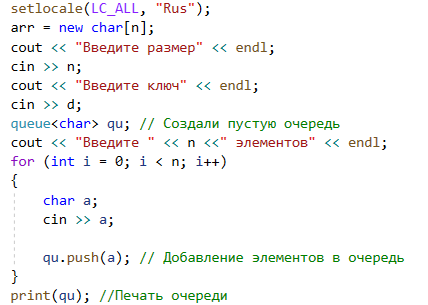 setlocale(LC_ALL, "Rus");
arr = new char[n];
cout << "Введите размер" << endl;
cin >> n;
cout << "Введите ключ" << endl;
cin >> d;
queue<char> qu; // Создали пустую очередь
cout << "Введите " << n <<" элементов" << endl;
for (int i = 0; i < n; i++)
{
char a;
cin >> a;
qu.push(a); // Добавление элементов в очередь
}
print(qu); //Печать очереди